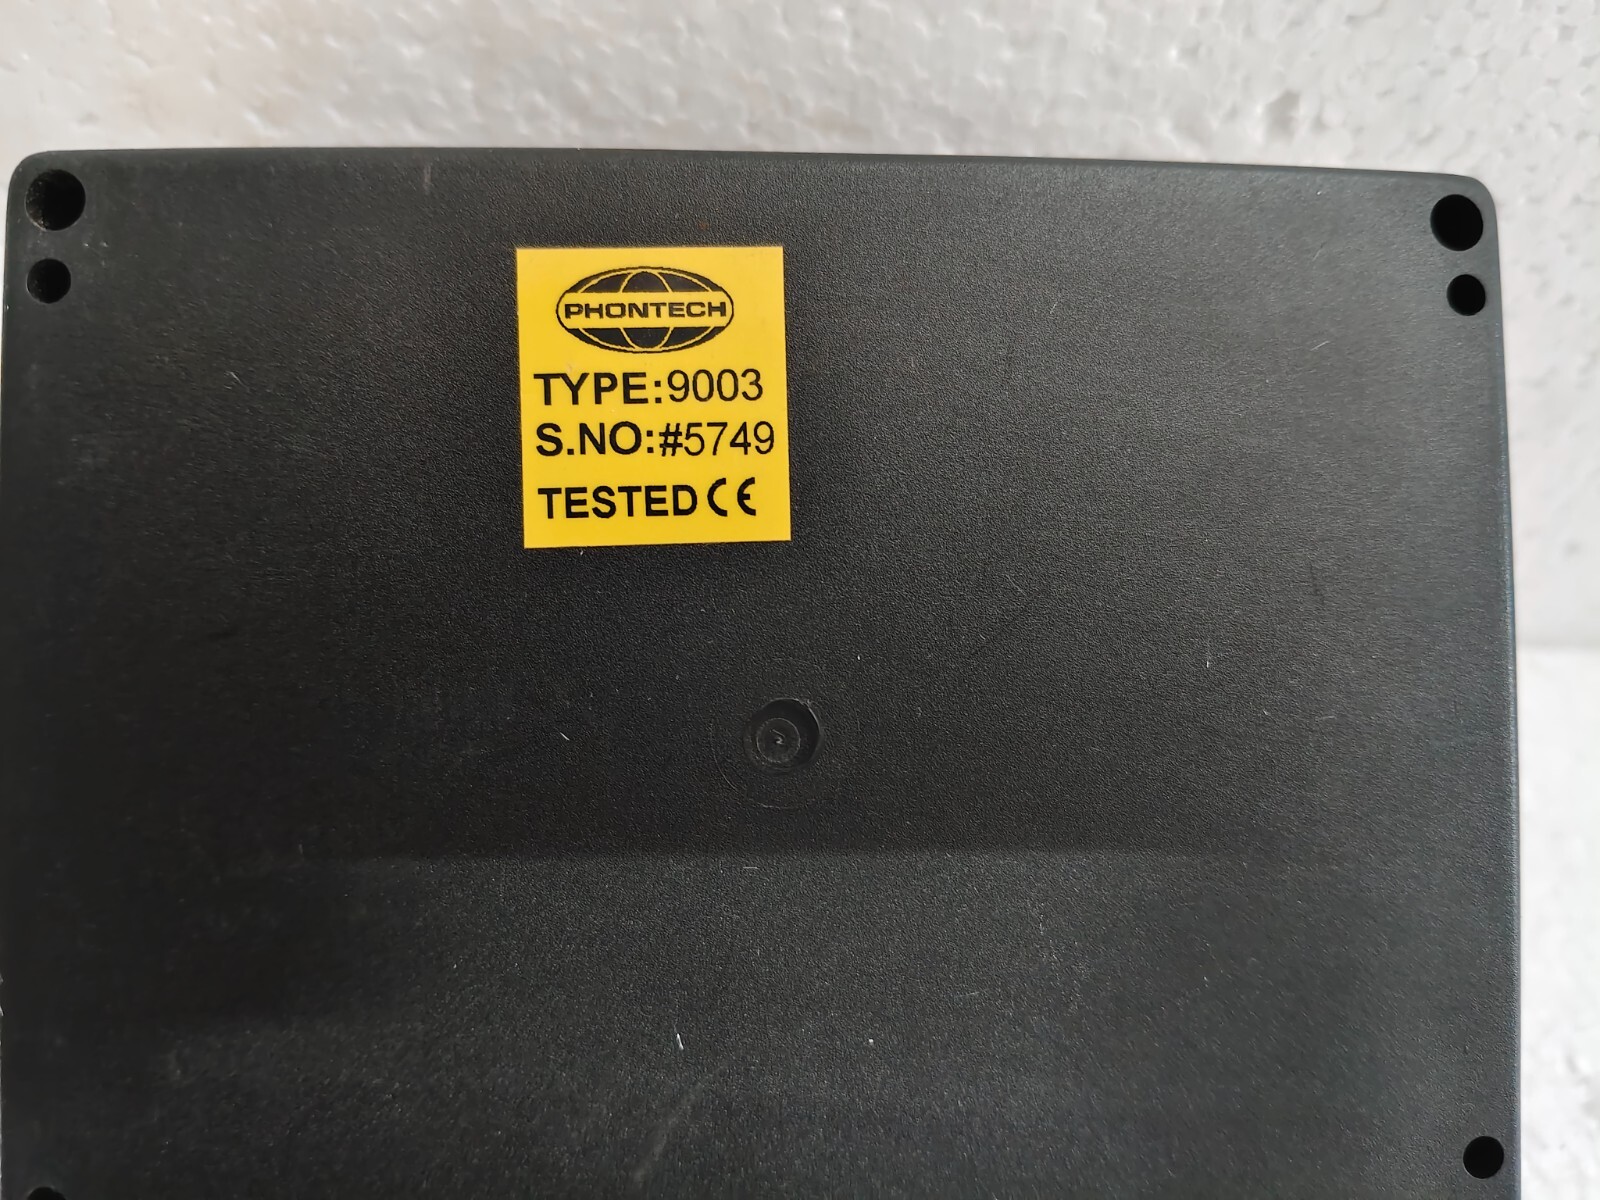 PHONTECH
TYPE:9003
S.NO:#5749
TESTED CE